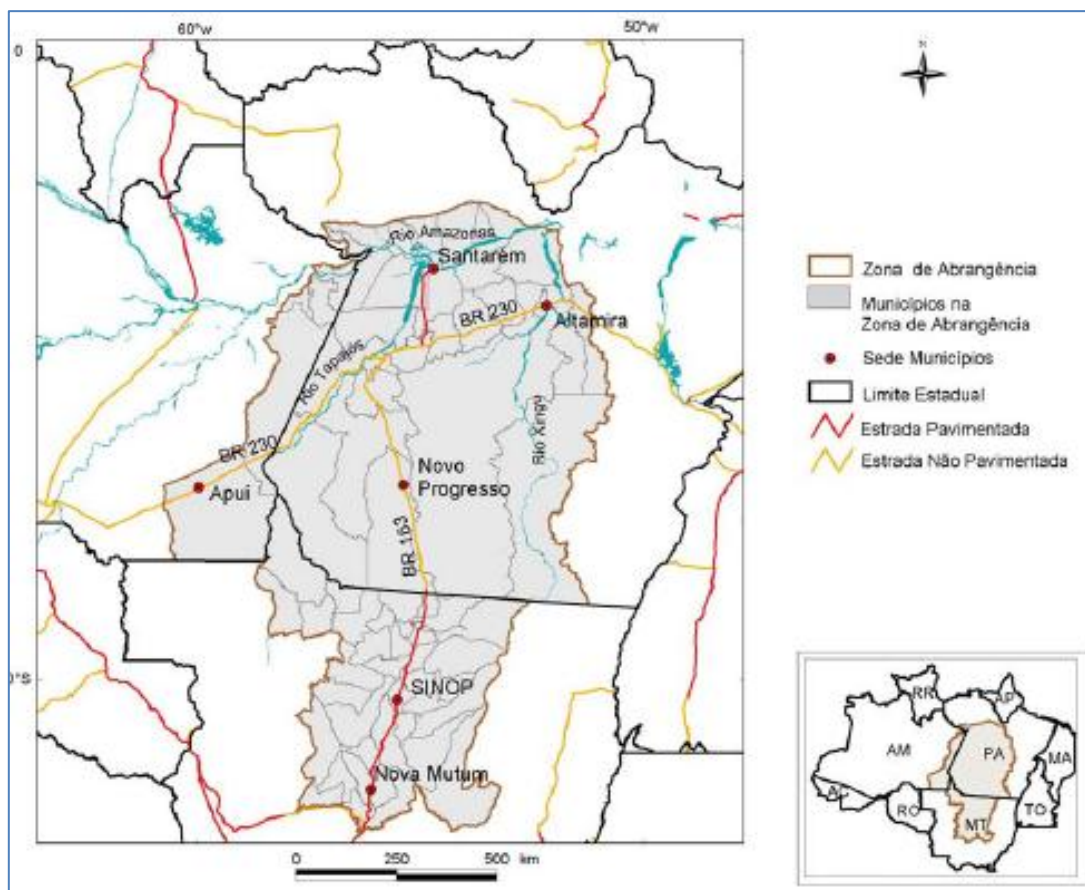 60°w
50°w
0
N
Rio Amazonas
Santarém
BR 230
Altamira
Rio Tapajós
Rio Xingy
BR 230
Apuí
Novo
Progresso
BR 163
0°S
SINOP
Nova Mutum
0 250 500 km
Zona de Abrangência
Municípios na
Zona de Abrangência
Sede Municípios
Limite Estadual
Estrada Pavimentada
Estrada Não Pavimentada
RR
AP
AM
PA
MA
AC
RO
TO
MT